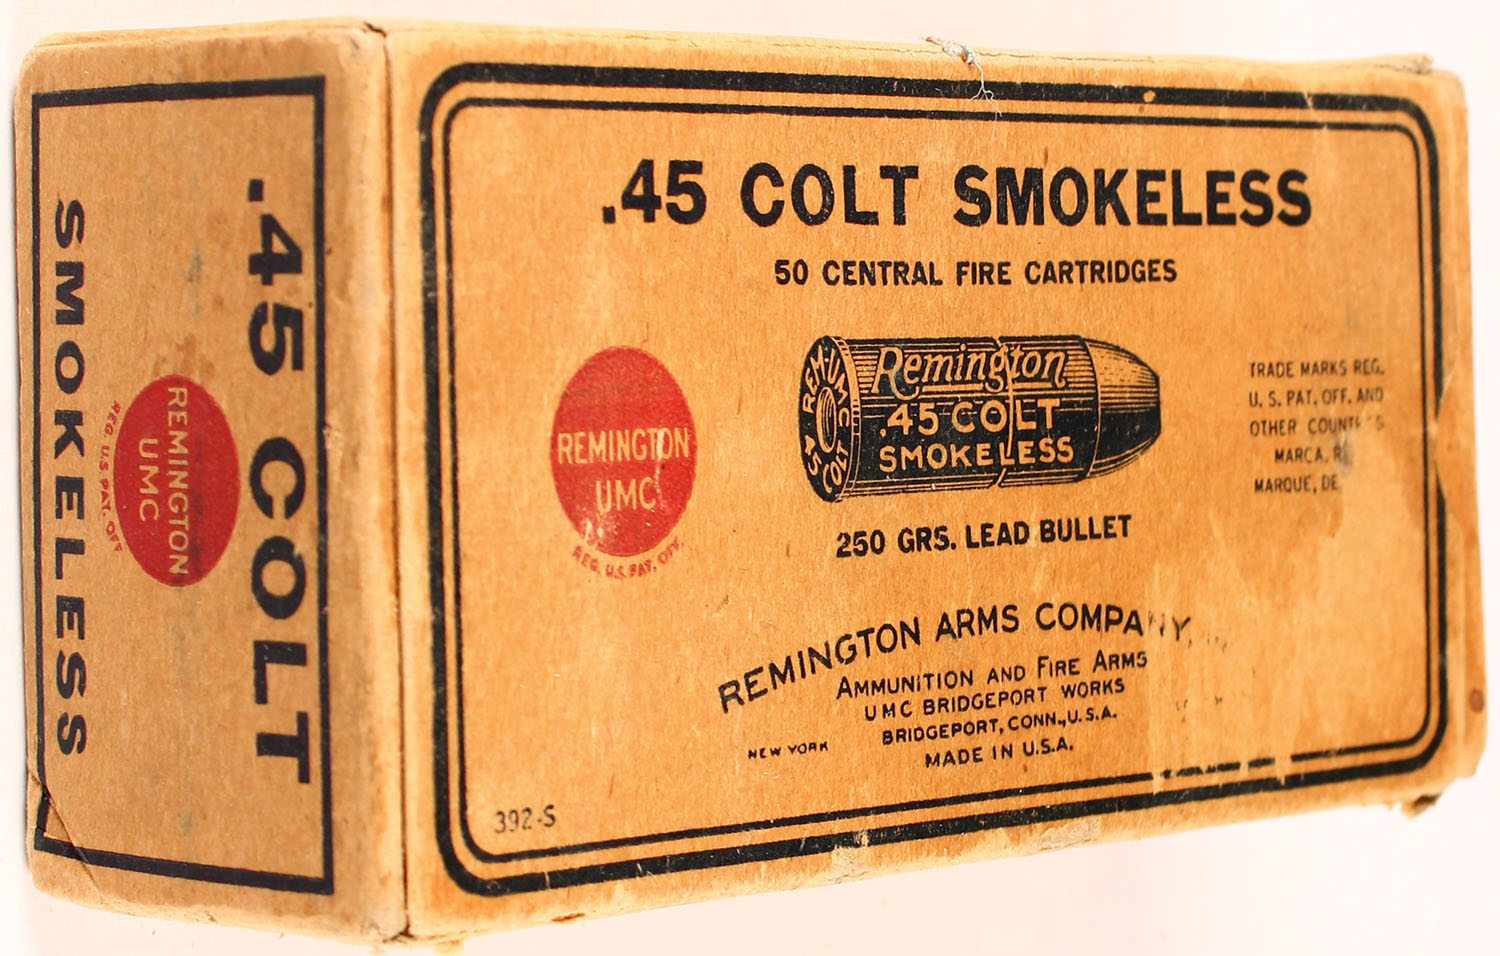 .45 COLT
SMOKELESS
REMINGTON
UMC
REG. U.S. PAT. OFF.
.45 COLT SMOKELESS
50 CENTRAL FIRE CARTRIDGES
REMINGTON
UMC
REG. U.S. PAT. OFF.
REM-UMC
45 COLT
Remington
.45 COLT
SMOKELESS
250 GRS. LEAD BULLET
TRADE MARKS REG.
U. S. PAT. OFF. AND
OTHER
MARCA,
MARQUE, DE
REMINGTON ARMS COMPANY,
AMMUNITION AND FIRE ARMS
UMC BRIDGEPORT WORKS
BRIDGEPORT, CONN., U.S.A.
NEW YORK
MADE IN U.S.A.
392-S